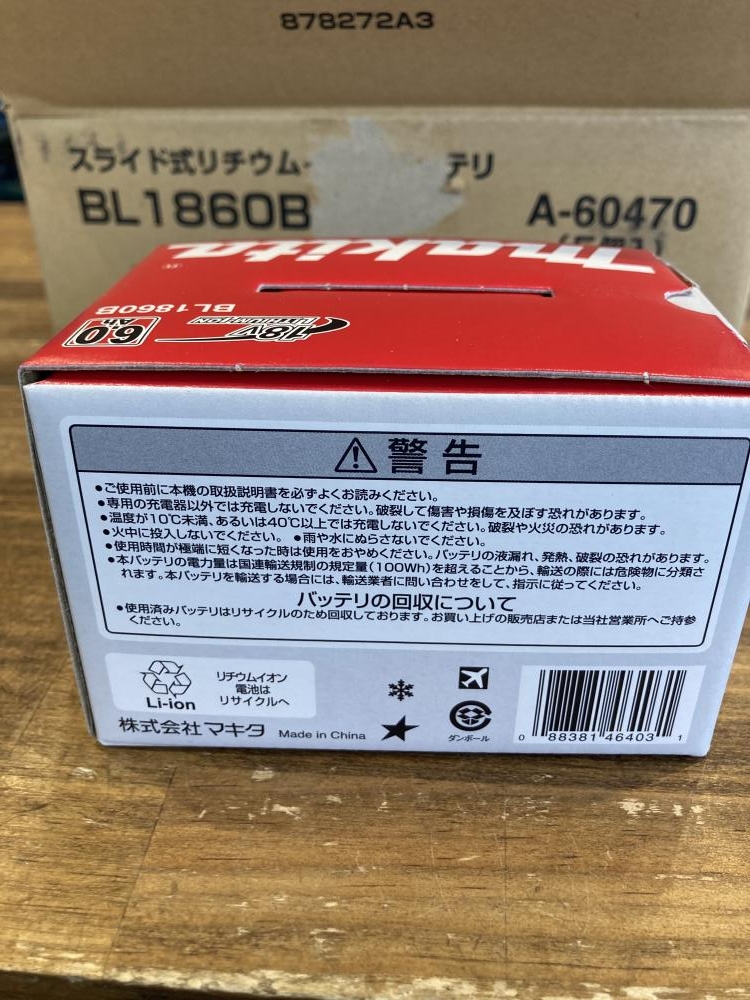 878272A3
スライド式リチウム
テリ
BL1860B
A-60470
makita
BL1860B
18V
LITHIUM-ION
6.0
Ah
警告
•ご使用前に本機の取扱説明書を必ずよくお読みください。
•専用の充電器以外では充電しないでください。破裂して傷害や損傷を及ぼす恐れがあります。
•温度が10℃未満、あるいは40℃以上では充電しないでください。破裂や火災の恐れがあります。
•火中に投入しないでください。 •雨や水にぬらさないでください。
•使用時間が極端に短くなった時は使用をおやめください。バッテリの液漏れ、発熱、破裂の恐れがあります。
•本バッテリの電力量は国連輸送規制の規定量(100Wh)を超えることから、輸送の際には危険物に分類さ
れます。本バッテリを輸送する場合には、輸送業者に問い合わせをして、指示に従ってください。
バッテリの回収について
•使用済みバッテリはリサイクルのため回収しております。お買い上げの販売店または当社営業所へご持参
ください。
Li-ion
リチウムイオン
電池は
リサイクルへ
株式会社マキタ
Made in China
ダンボール
0 88381 46403 1